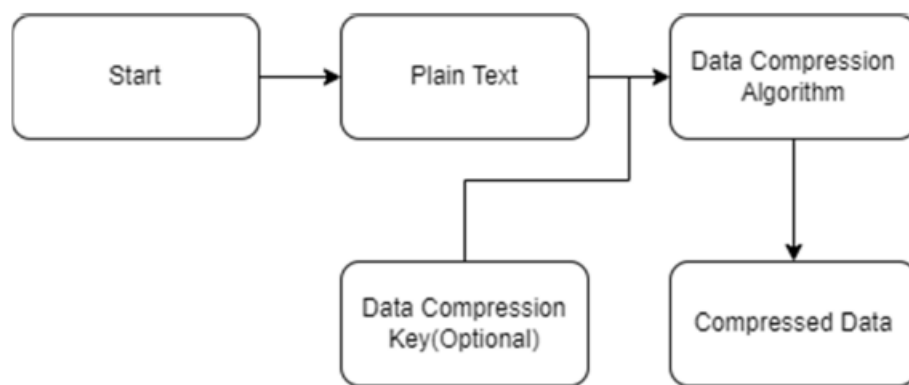 Start
Plain Text
Data Compression
Algorithm
Data Compression
Key(Optional)
Compressed Data